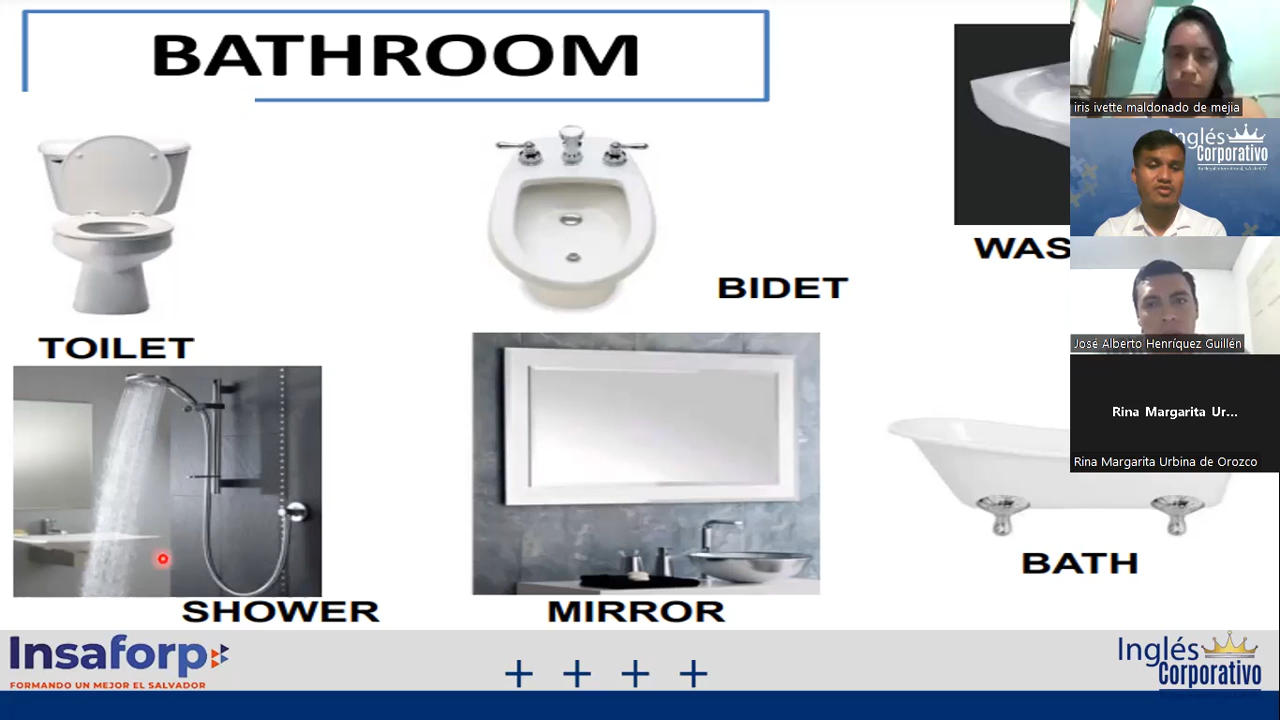 BATHROOM
iris ivette maldonado de mejia
Inglés
Corporativo
WAS
BIDET
TOILET
José Alberto Henríquez Guillén
Rina Margarita Ur...
Rina Margarita Urbina de Orozco
BATH
SHOWER
MIRROR
Insaforp
FORMANDO UN MEJOR EL SALVADOR
Inglés
Corporativo